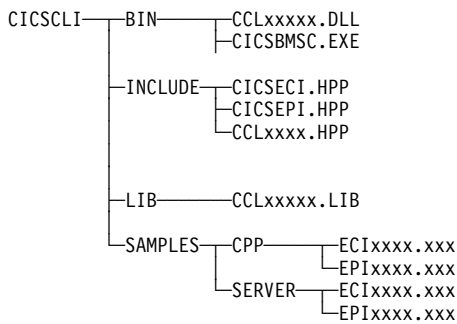 CICSCLI BIN CCLxxxxx.DLL
CICSBMSC.EXE
INCLUDE CICSECI.HPP
CICSEPI.HPP
CCLxxxx.HPP
LIB CCLxxxxx.LIB
SAMPLES CPP ECIxxxx.xxx
EPIxxxx.xxx
SERVER ECIxxxx.xxx
EPIxxxx.xxx